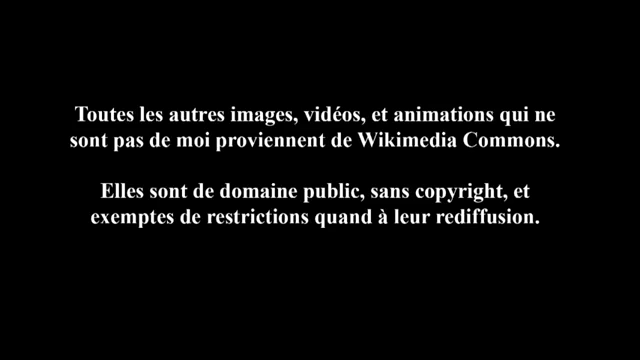 Toutes les autres images, vidéos, et animations qui ne
sont pas de moi proviennent de Wikimedia Commons.
Elles sont de domaine public, sans copyright, et
exemptes de restrictions quand à leur rediffusion.